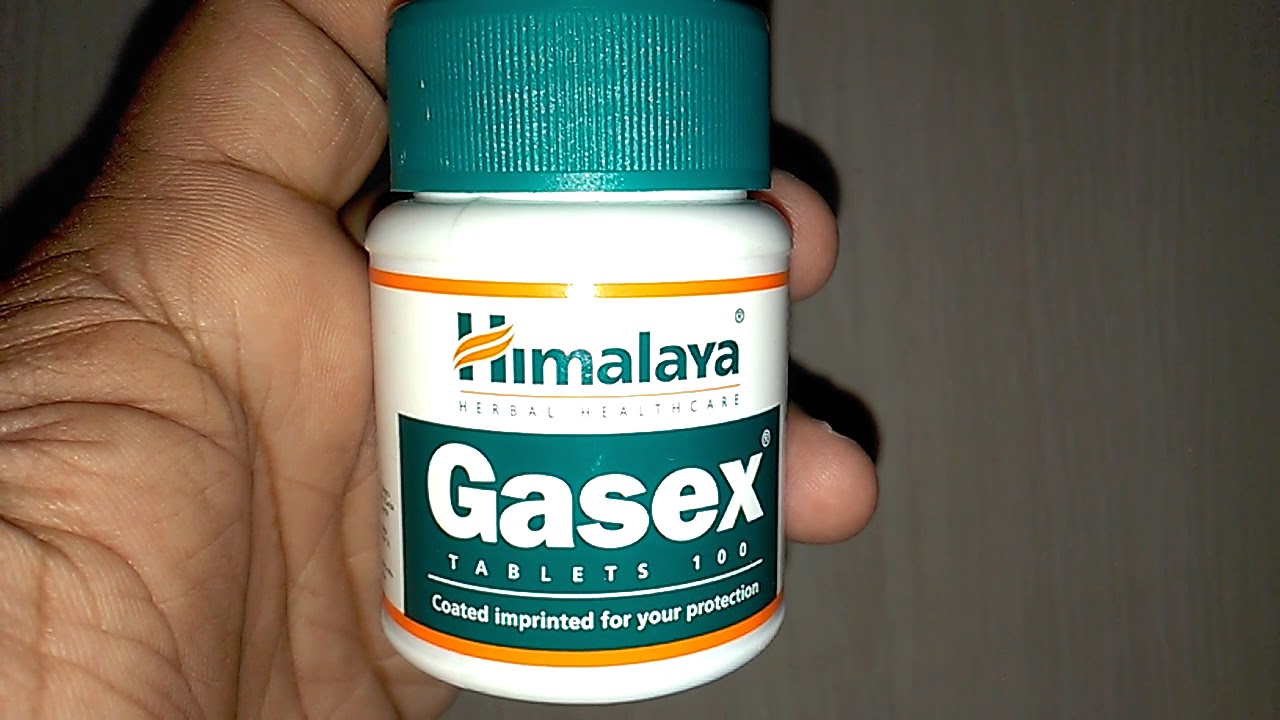 Himalaya®
HERBAL HEALTHCARE
Gasex®
TABLETS 100
Coated imprinted for your protection